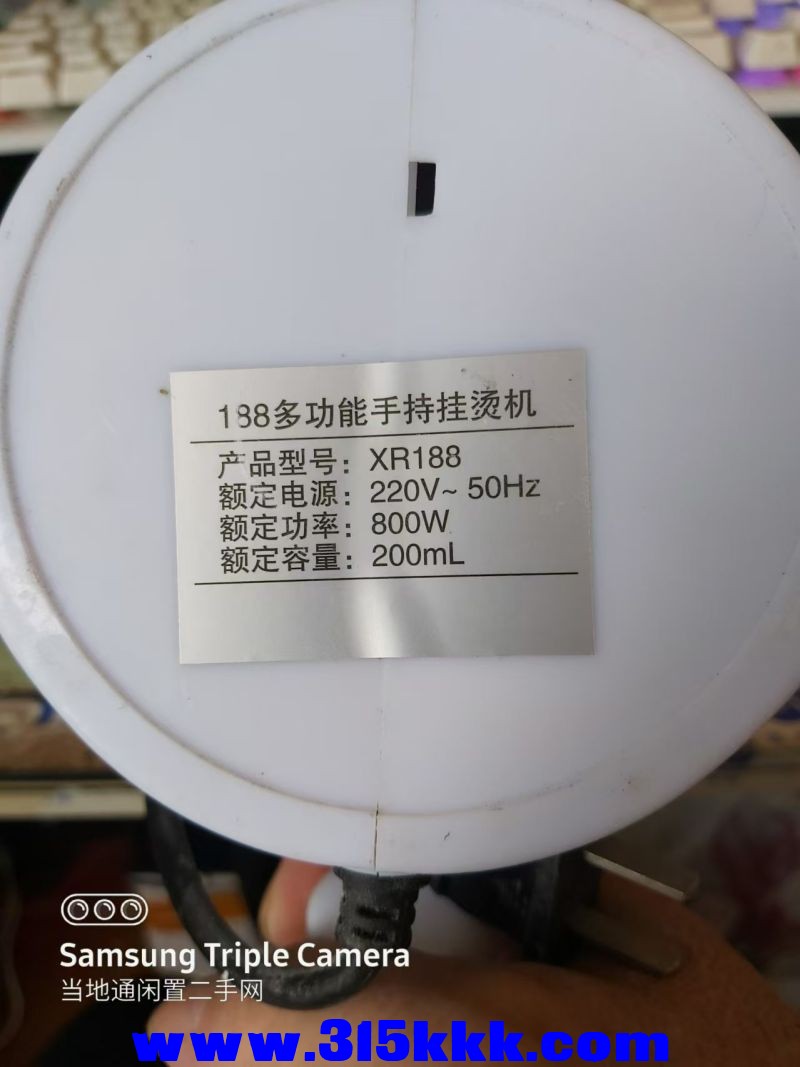 188多功能手持挂烫机
产品型号：XR188
额定电源：220V~ 50Hz
额定功率：800W
额定容量：200mL
Samsung Triple Camera
当地通闲置二手网
www.315kkk.com